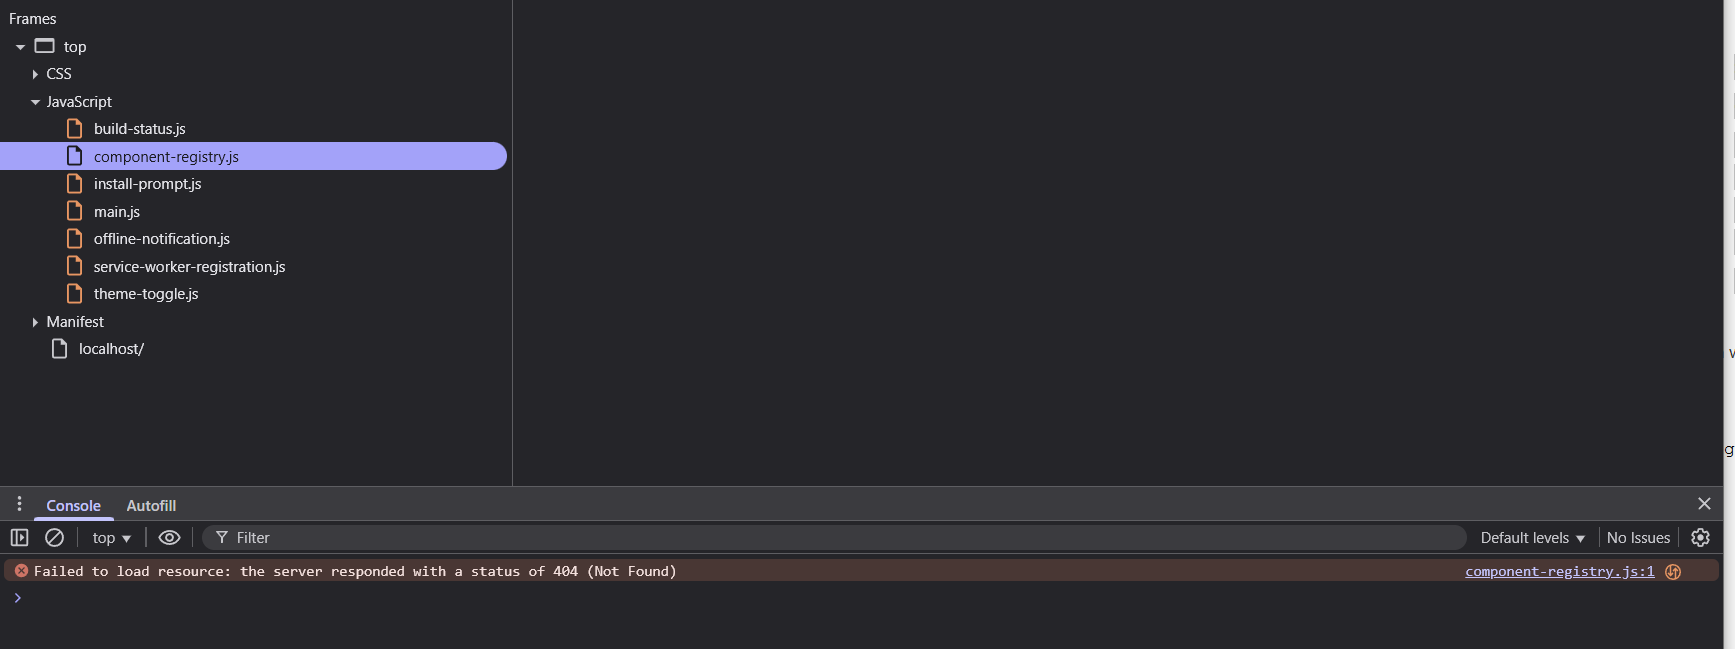 Frames
top
CSS
JavaScript
build-status.js
component-registry.js
install-prompt.js
main.js
offline-notification.js
service-worker-registration.js
theme-toggle.js
Manifest
localhost/
Console Autofill
top Filter Default levels No Issues
Failed to load resource: the server responded with a status of 404 (Not Found) component-registry.js:1